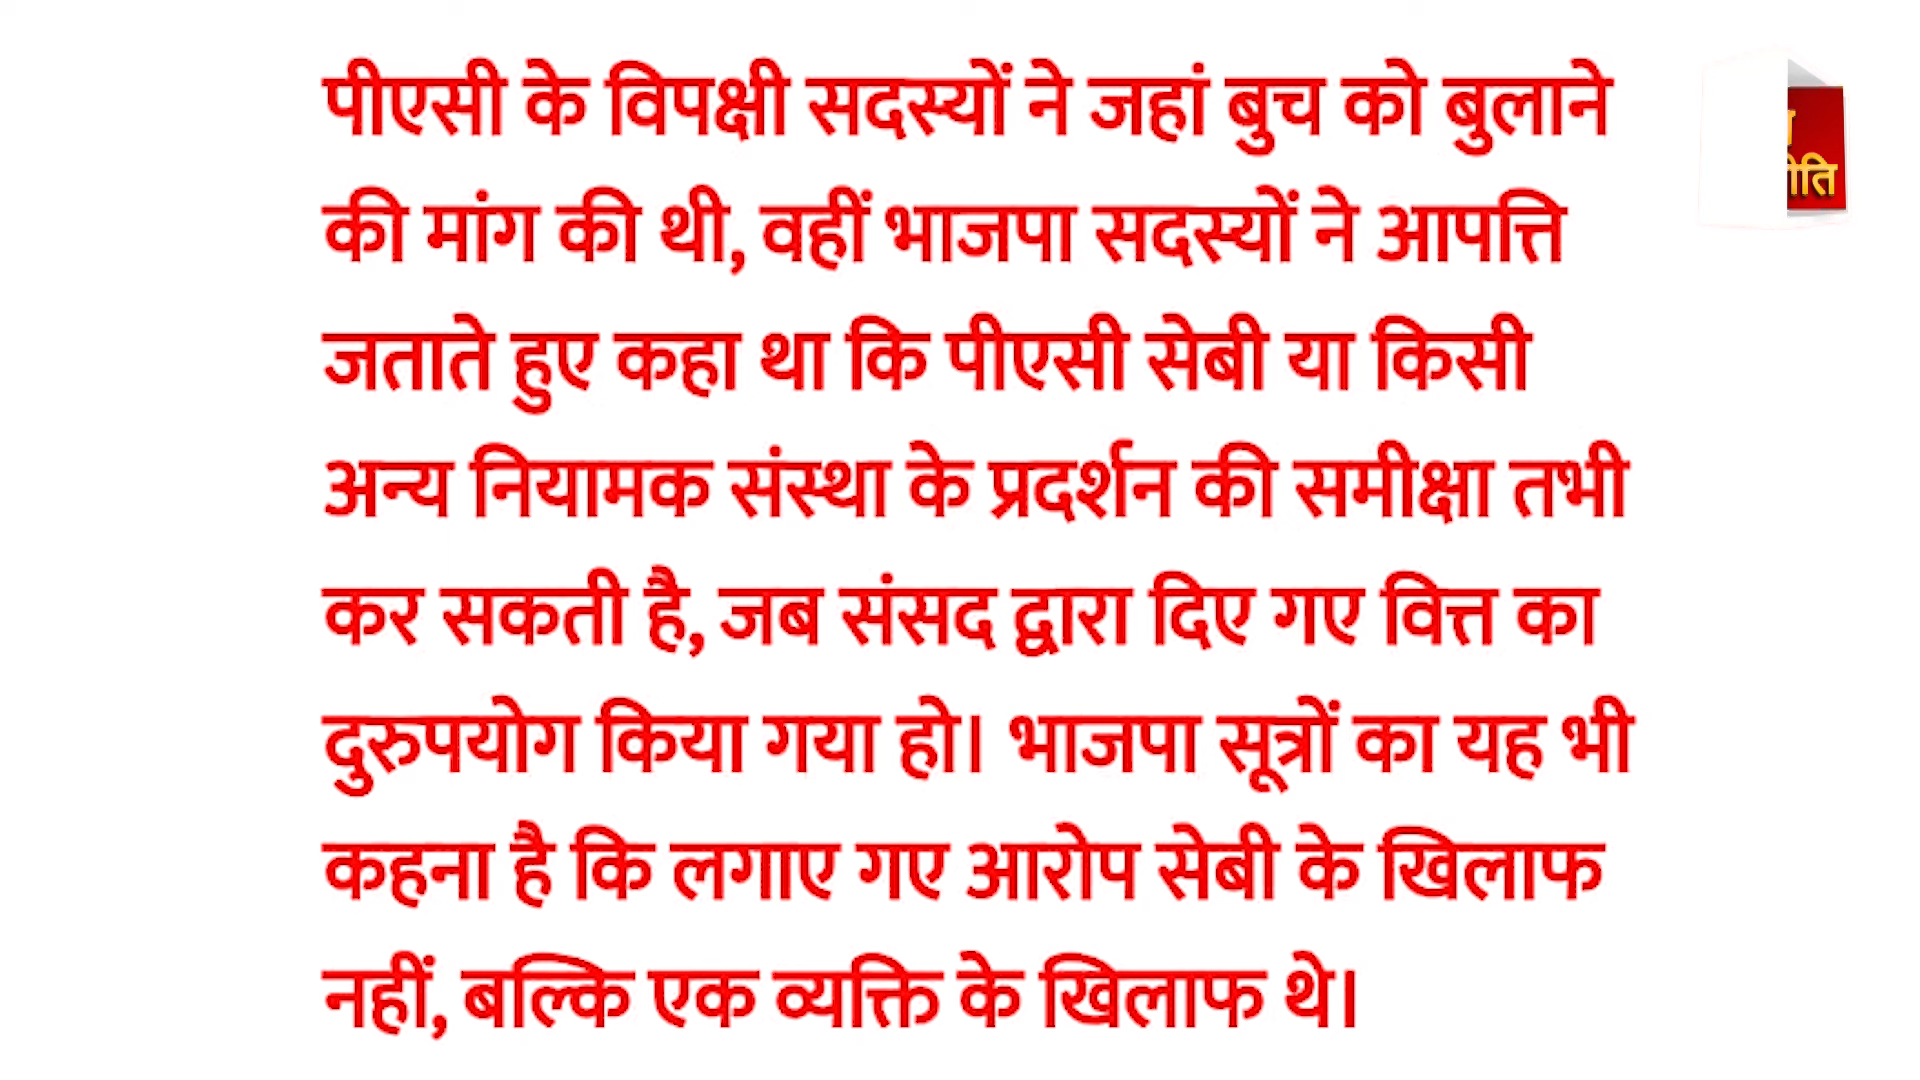 पीएसी के विपक्षी सदस्यों ने जहां बुच को बुलाने
की मांग की थी, वहीं भाजपा सदस्यों ने आपत्ति
जताते हुए कहा था कि पीएसी सेबी या किसी
अन्य नियामक संस्था के प्रदर्शन की समीक्षा तभी
कर सकती है, जब संसद द्वारा दिए गए वित्त का
दुरुपयोग किया गया हो। भाजपा सूत्रों का यह भी
कहना है कि लगाए गए आरोप सेबी के खिलाफ
नहीं, बल्कि एक व्यक्ति के खिलाफ थे।